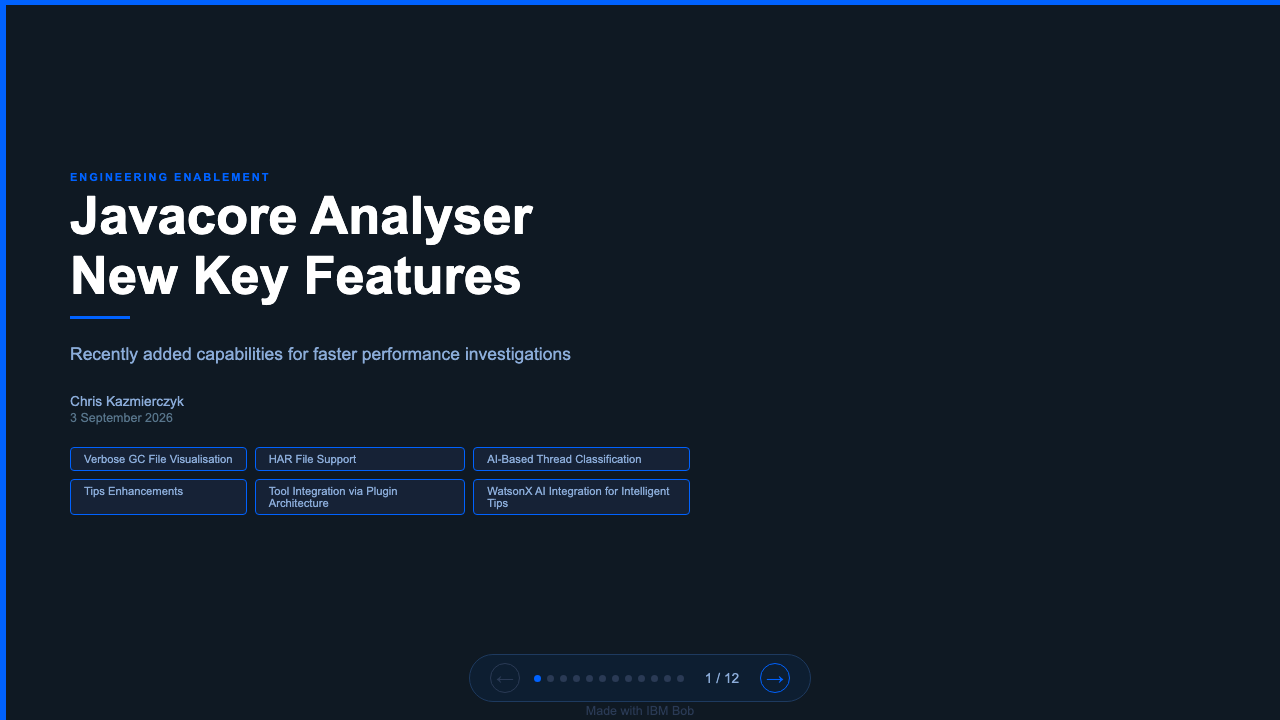 ENGINEERING ENABLEMENT
Javacore Analyser
New Key Features
Recently added capabilities for faster performance investigations
Chris Kazmierczyk
3 September 2026
Verbose GC File Visualisation
HAR File Support
AI-Based Thread Classification
Tips Enhancements
Tool Integration via Plugin
Architecture
WatsonX AI Integration for Intelligent
Tips
← 1 / 12 →
Made with IBM Bob